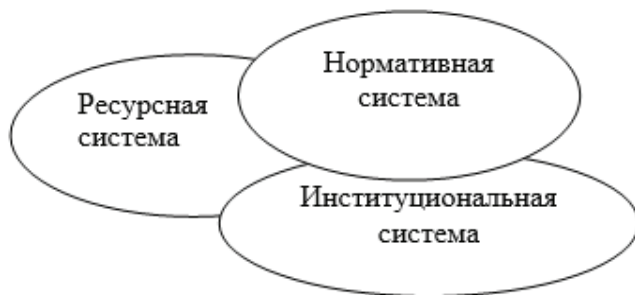 Нормативная
система
Ресурсная
система
Институциональная
система